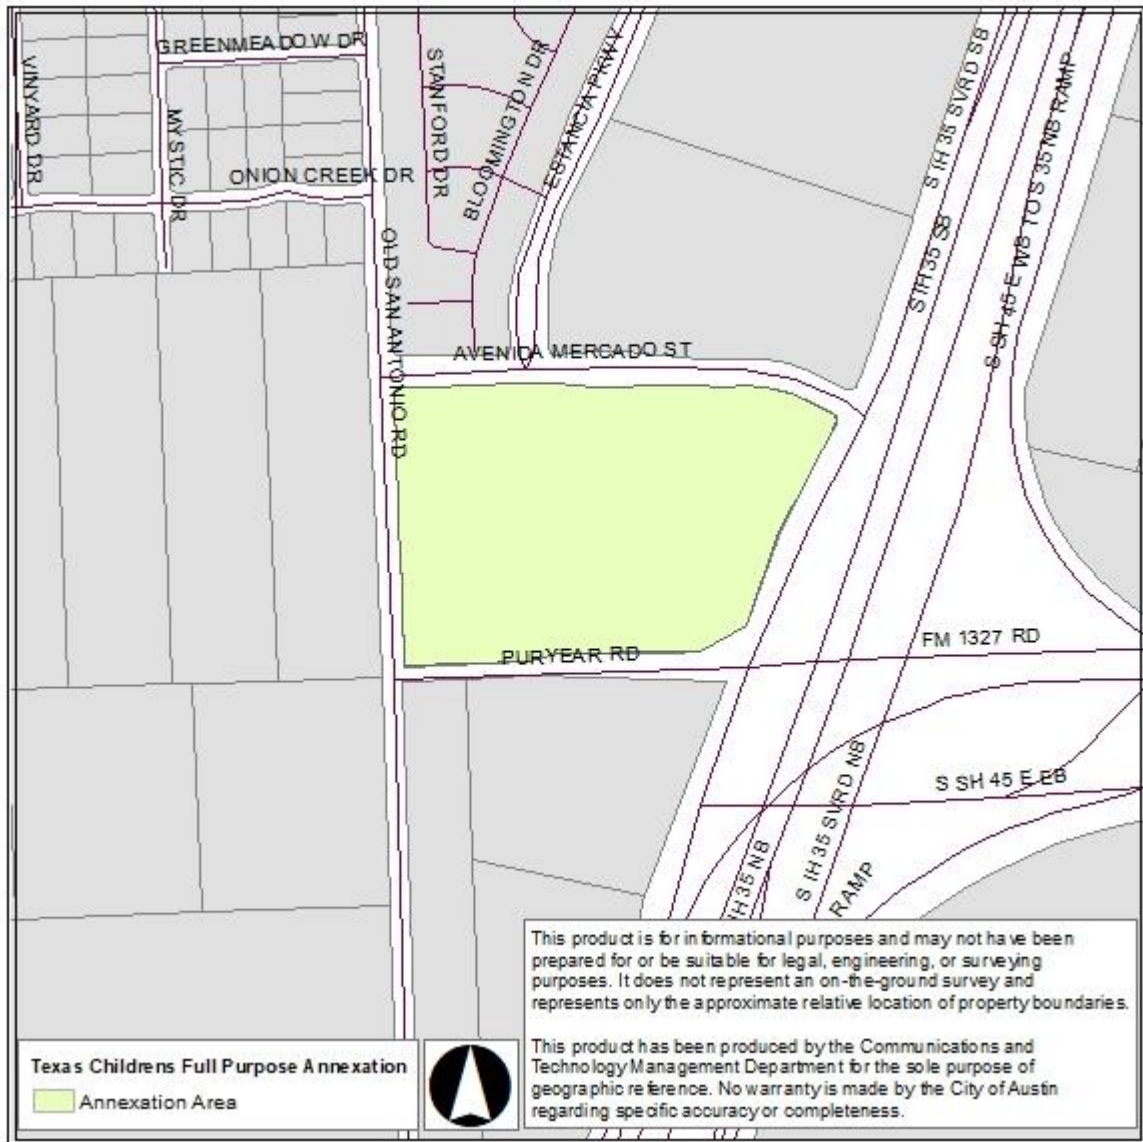 GREENMEADOW DR
VINYARD DR
MYSTIC DR
ONION CREEK DR
STANFORD DR
BLOOMINGTON DR
ESTANCIA PKWY
S IH 35 SVRD SB
S IH 35 SB
S SH 45 E WB TO S 35 NB RAMP
OLD SAN ANTONIO RD
AVENIDA MERCADO ST
PURYEAR RD
FM 1327 RD
S SH 45 E EB
IH 35 NB
S IH 35 SVRD NB
RAMP
This product is for informational purposes and may not have been
prepared for or be suitable for legal, engineering, or surveying
purposes. It does not represent an on-the-ground survey and
represents only the approximate relative location of property boundaries.
This product has been produced by the Communications and
Technology Management Department for the sole purpose of
geographic reference. No warranty is made by the City of Austin
regarding specific accuracy or completeness.
Texas Childrens Full Purpose Annexation
Annexation Area